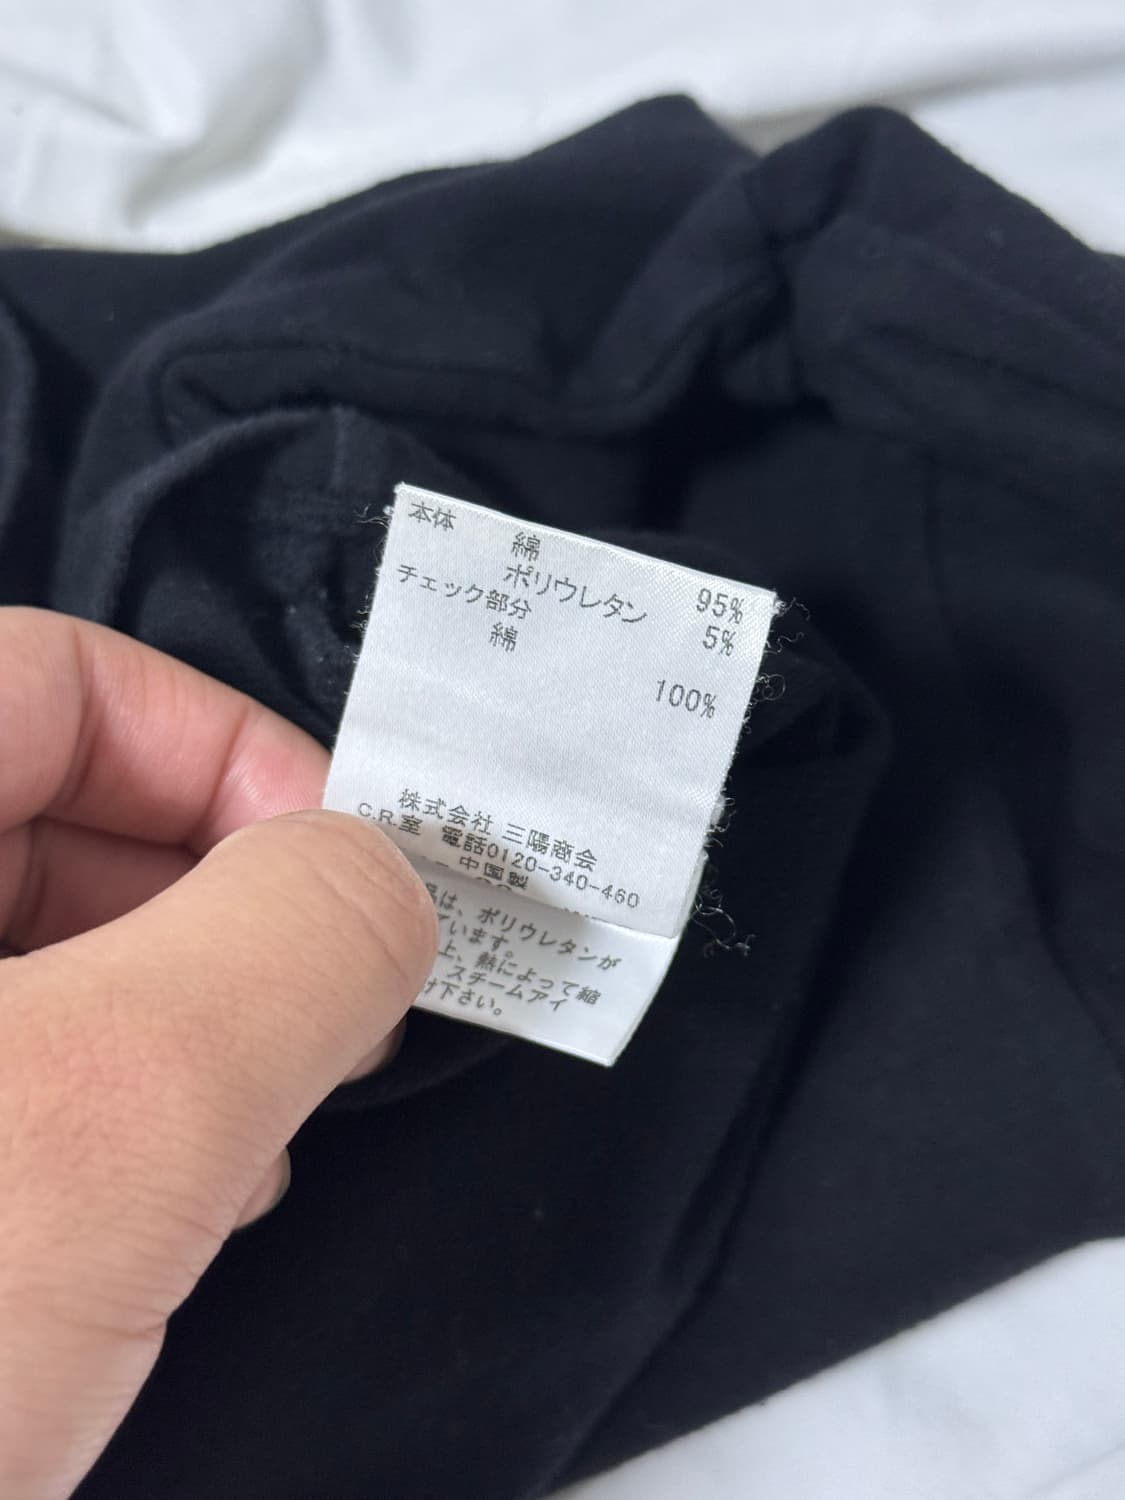 本体
綿 95%
ポリウレタン 5%
チェック部分
綿 100%
株式会社 三陽商会
C.R.室 電話0120-340-460
中国製
は、ポリウレタンが
ています。
上、熱によって縮
スチームアイ
け下さい。